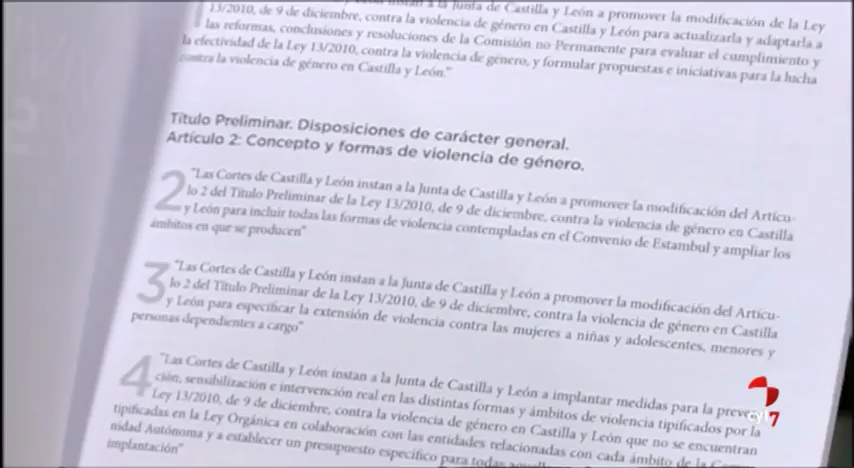 instan a la Junta de Castilla y León a promover la modificación de la Ley
13/2010, de 9 de diciembre, contra la violencia de género en Castilla y León para actualizarla y adaptarla a
las reformas, conclusiones y resoluciones de la Comisión no Permanente para evaluar el cumplimiento y
la efectividad de la Ley 13/2010, contra la violencia de género, y formular propuestas e iniciativas para la lucha
contra la violencia de género en Castilla y León."
Título Preliminar. Disposiciones de carácter general.
Artículo 2: Concepto y formas de violencia de género.
2 "Las Cortes de Castilla y León instan a la Junta de Castilla y León a promover la modificación del Artícu-
lo 2 del Título Preliminar de la Ley 13/2010, de 9 de diciembre, contra la violencia de género en Castilla
y León para incluir todas las formas de violencia contempladas en el Convenio de Estambul y ampliar los
ámbitos en que se producen"
3 "Las Cortes de Castilla y León instan a la Junta de Castilla y León a promover la modificación del Artícu-
lo 2 del Título Preliminar de la Ley 13/2010, de 9 de diciembre, contra la violencia de género en Castilla
y León para especificar la extensión de violencia contra las mujeres a niñas y adolescentes, menores y
personas dependientes a cargo"
4 "Las Cortes de Castilla y León instan a la Junta de Castilla y León a implantar medidas para la preven-
ción, sensibilización e intervención real en las distintas formas y ámbitos de violencia tipificados por la
Ley 13/2010, de 9 de diciembre, contra la violencia de género en Castilla y León que no se encuentran
tipificadas en la Ley Orgánica en colaboración con las entidades relacionadas con cada ámbito de la
nidad Autónoma y a establecer un presupuesto específico para todas
implantación"
cyl7